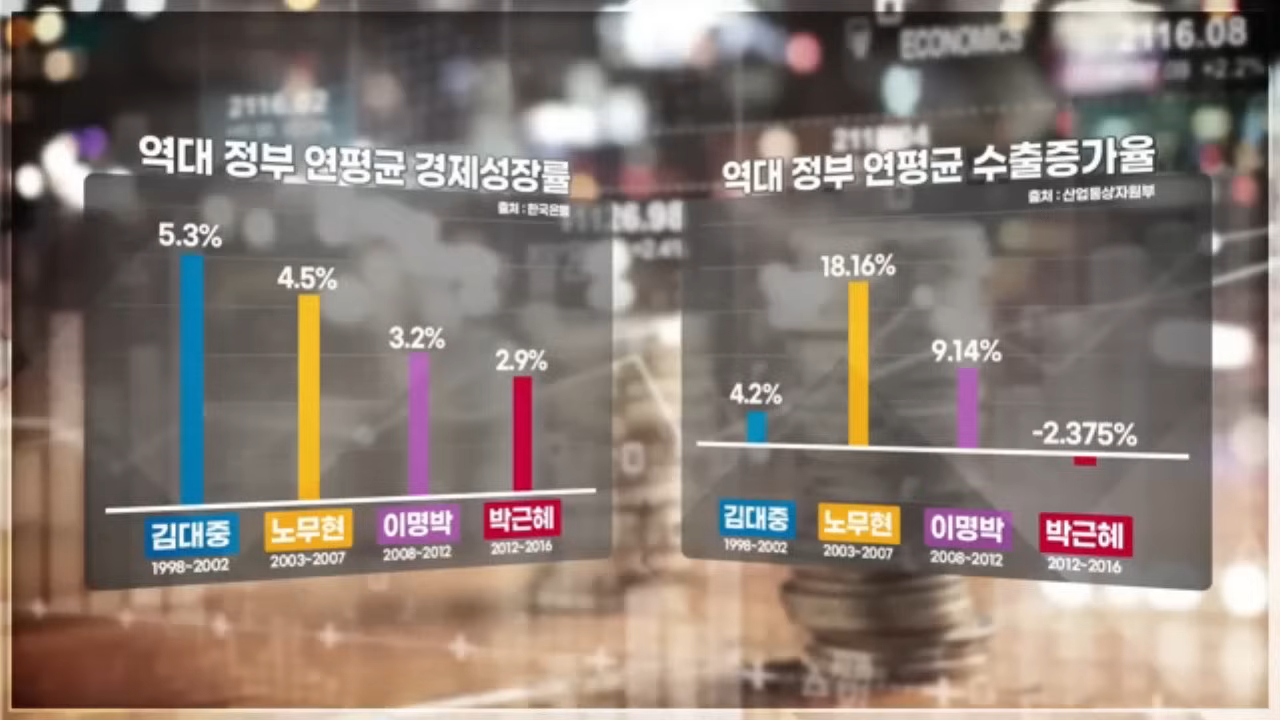 ECONOMICS
2116.08
+2.2%
2116.02
역대 정부 연평균 경제성장률
출처 : 한국은행
5.3%
4.5%
3.2%
2.9%
김대중
노무현
이명박
박근혜
1998~2002
2003~2007
2008~2012
2012~2016
역대 정부 연평균 수출증가율
출처 : 산업통상자원부
4.2%
18.16%
9.14%
-2.375%
김대중
노무현
이명박
박근혜
1998~2002
2003~2007
2008~2012
2012~2016